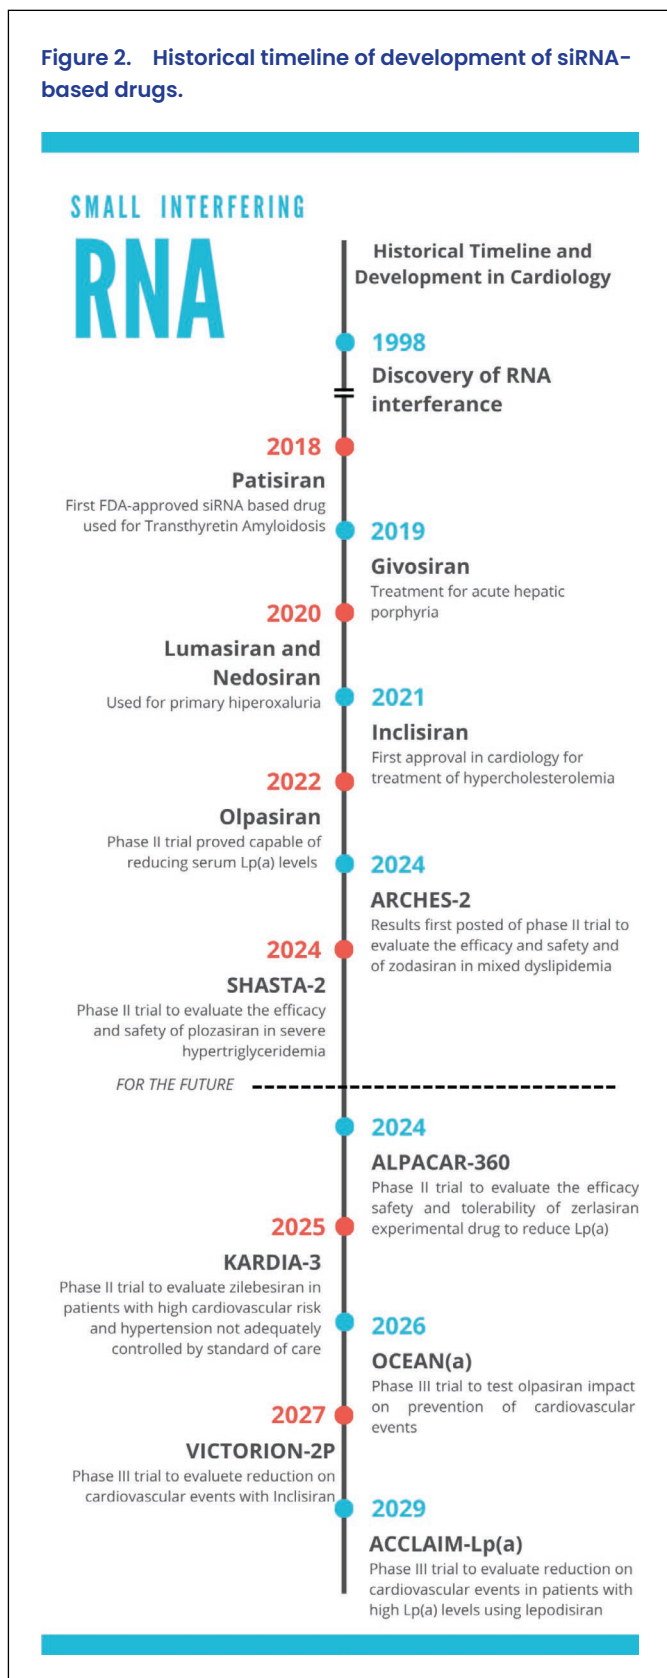 Figure 2. Historical timeline of development of siRNA-
based drugs.
SMALL INTERFERING
RNA
Historical Timeline and
Development in Cardiology
1998
Discovery of RNA
interferance
2018
Patisiran
First FDA-approved siRNA based drug
used for Transthyretin Amyloidosis
2019
Givosiran
Treatment for acute hepatic
porphyria
2020
Lumasiran and
Nedosiran
Used for primary hiperoxaluria
2021
Inclisiran
First approval in cardiology for
treatment of hypercholesterolemia
2022
Olpasiran
Phase II trial proved capable of
reducing serum Lp(a) levels
2024
ARCHES-2
Results first posted of phase II trial to
evaluate the efficacy and safety and
of zodasiran in mixed dyslipidemia
2024
SHASTA-2
Phase II trial to evaluate the efficacy
and safety of plozasiran in severe
hypertriglyceridemia
FOR THE FUTURE
2024
ALPACAR-360
Phase II trial to evaluate the efficacy
safety and tolerability of zerlasiran
experimental drug to reduce Lp(a)
2025
KARDIA-3
Phase II trial to evaluate zilebesiran in
patients with high cardiovascular risk
and hypertension not adequately
controlled by standard of care
2026
OCEAN(a)
Phase III trial to test olpasiran impact
on prevention of cardiovascular
events
2027
VICTORION-2P
Phase III trial to evaluete reduction on
cardiovascular events with Inclisiran
2029
ACCLAIM-Lp(a)
Phase III trial to evaluate reduction on
cardiovascular events in patients with
high Lp(a) levels using lepodisiran